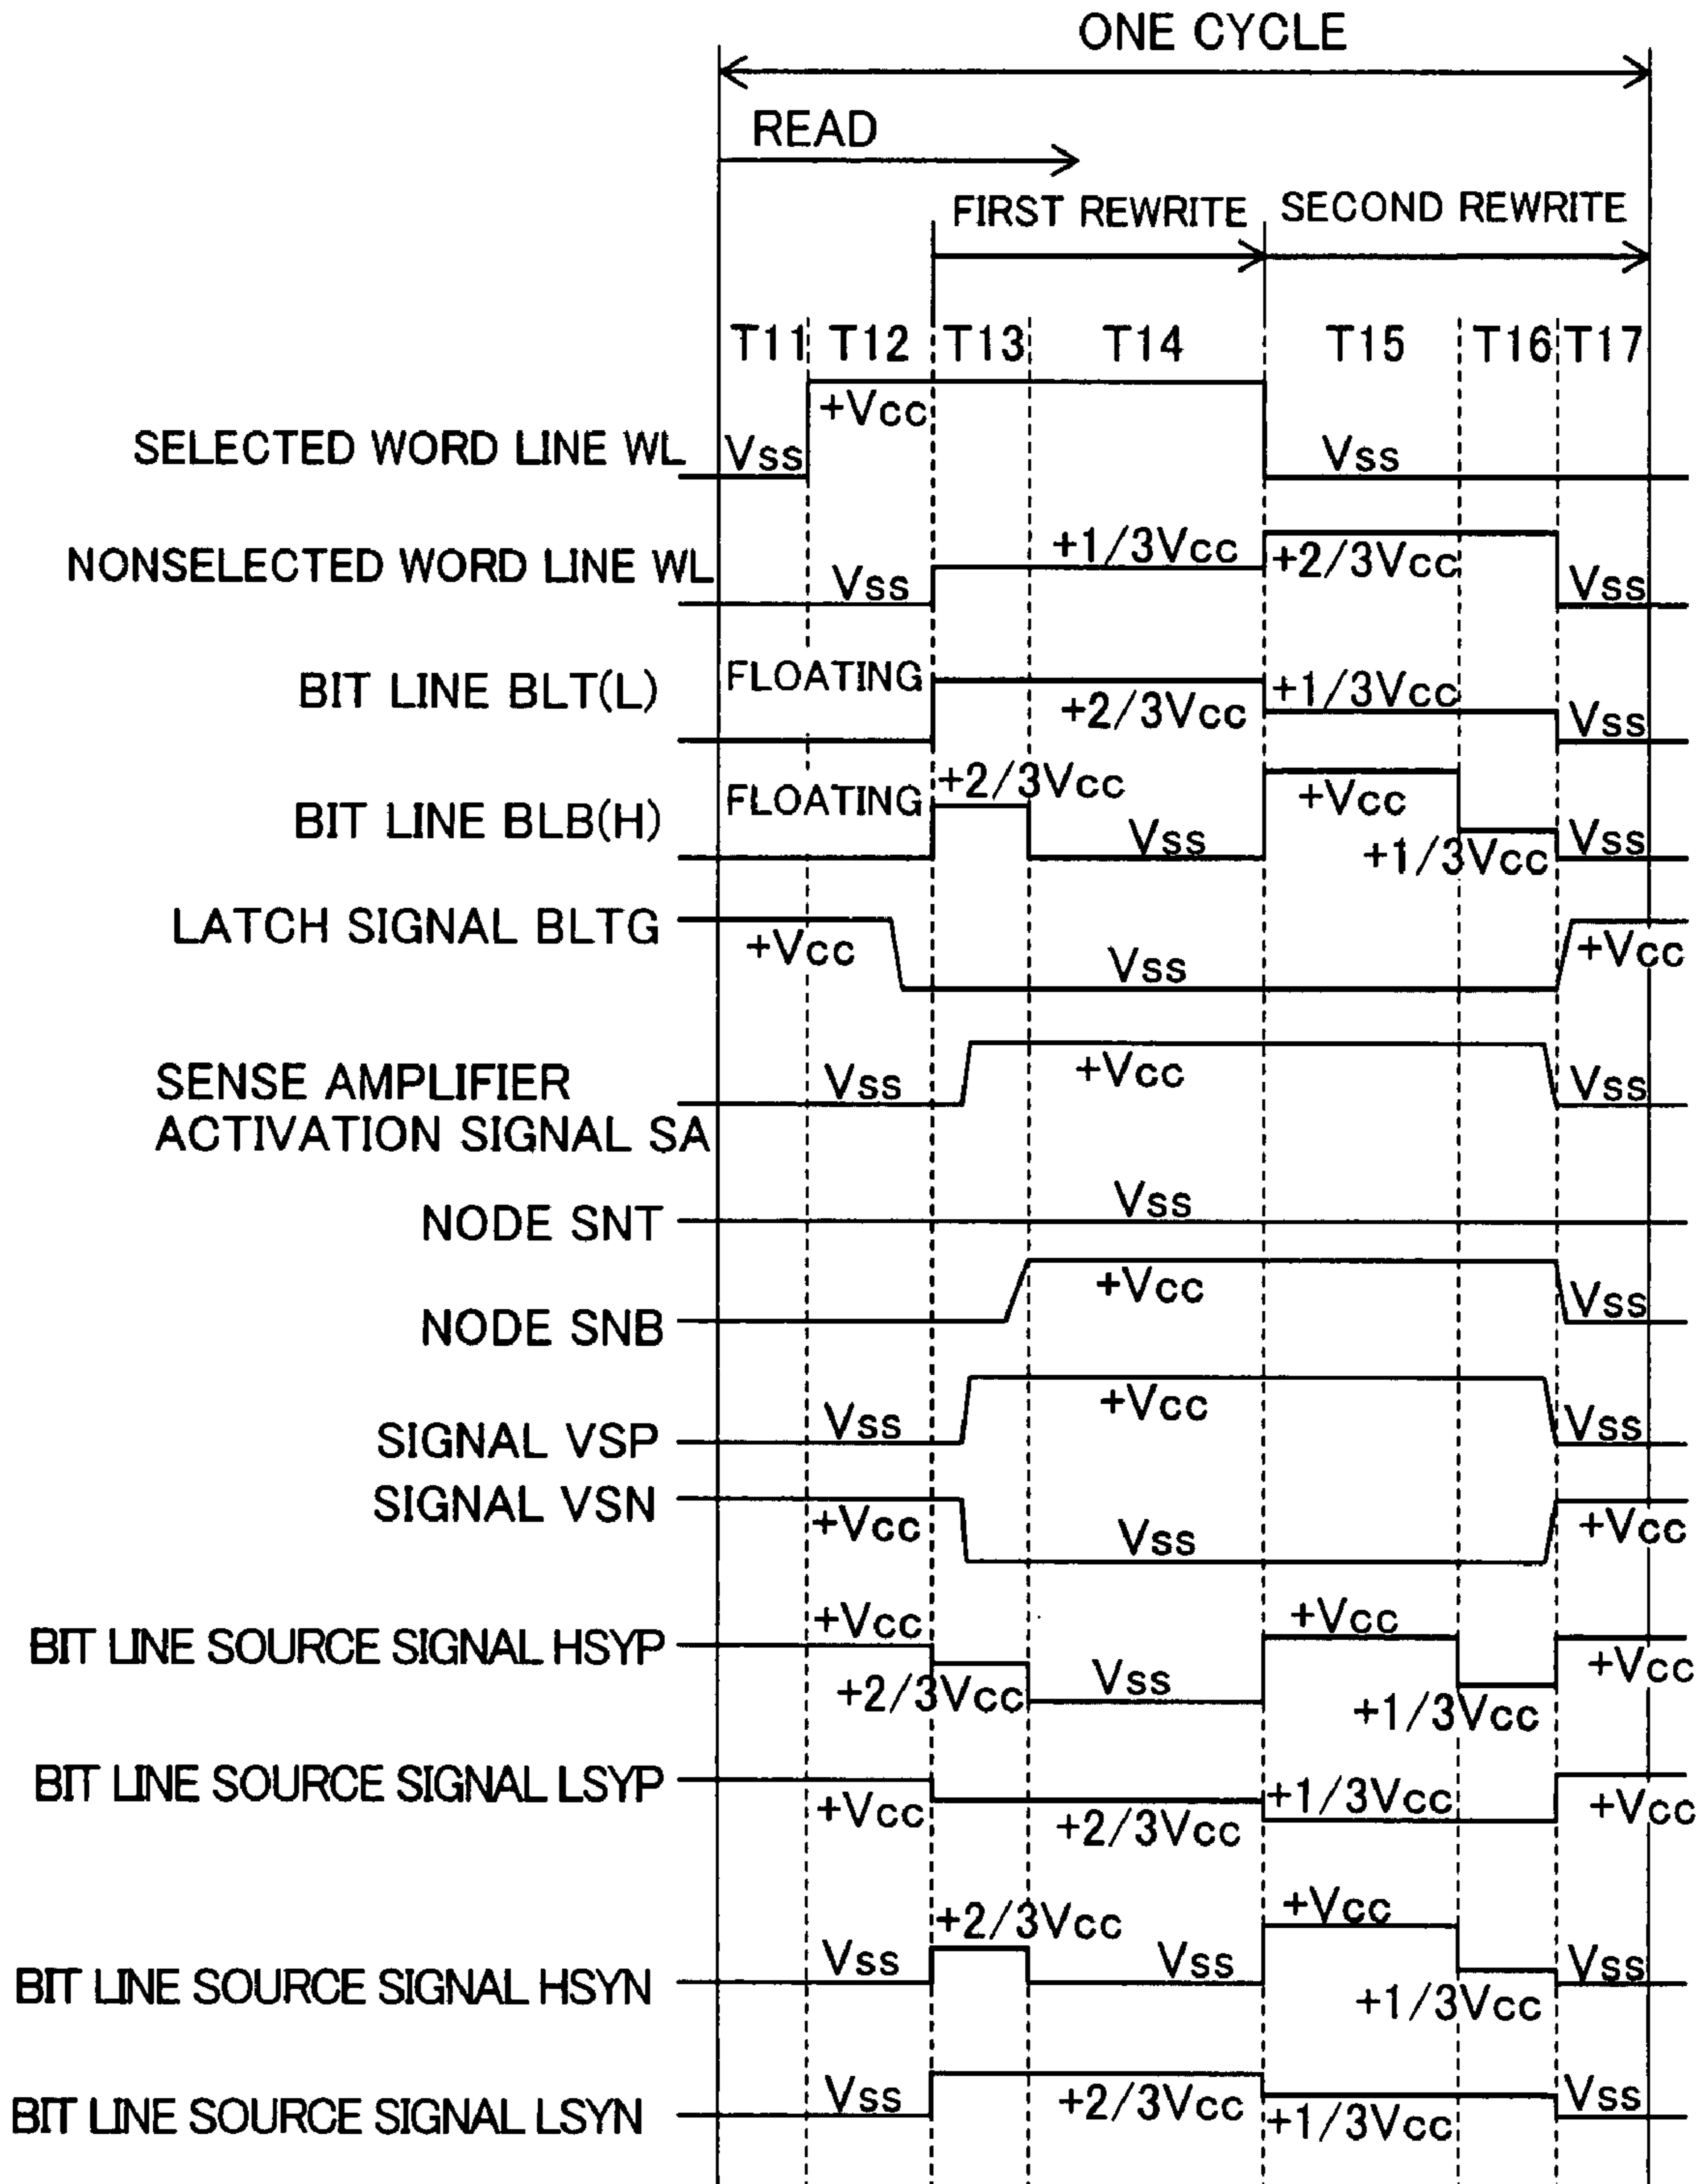 ONE CYCLE
READ
FIRST REWRITE SECOND REWRITE
T11 T12 T13 T14 T15 T16 T17
+Vcc
SELECTED WORD LINE WL Vss Vss
+1/3Vcc +2/3Vcc
NONSELECTED WORD LINE WL Vss Vss
FLOATING +1/3Vcc
BIT LINE BLT(L) +2/3Vcc Vss
+2/3Vcc
FLOATING +Vcc
BIT LINE BLB(H) Vss +1/3Vcc Vss
LATCH SIGNAL BLTG +Vcc Vss +Vcc
SENSE AMPLIFIER Vss +Vcc Vss
ACTIVATION SIGNAL SA
NODE SNT Vss
+Vcc
NODE SNB Vss
+Vcc
SIGNAL VSP Vss Vss
SIGNAL VSN +Vcc Vss +Vcc
+Vcc +Vcc
BIT LINE SOURCE SIGNAL HSYP +2/3Vcc Vss +1/3Vcc +Vcc
BIT LINE SOURCE SIGNAL LSYP +Vcc +2/3Vcc +1/3Vcc +Vcc
+2/3Vcc +Vcc
Vss Vss Vss
BIT LINE SOURCE SIGNAL HSYN +1/3Vcc
BIT LINE SOURCE SIGNAL LSYN Vss +2/3Vcc +1/3Vcc Vss